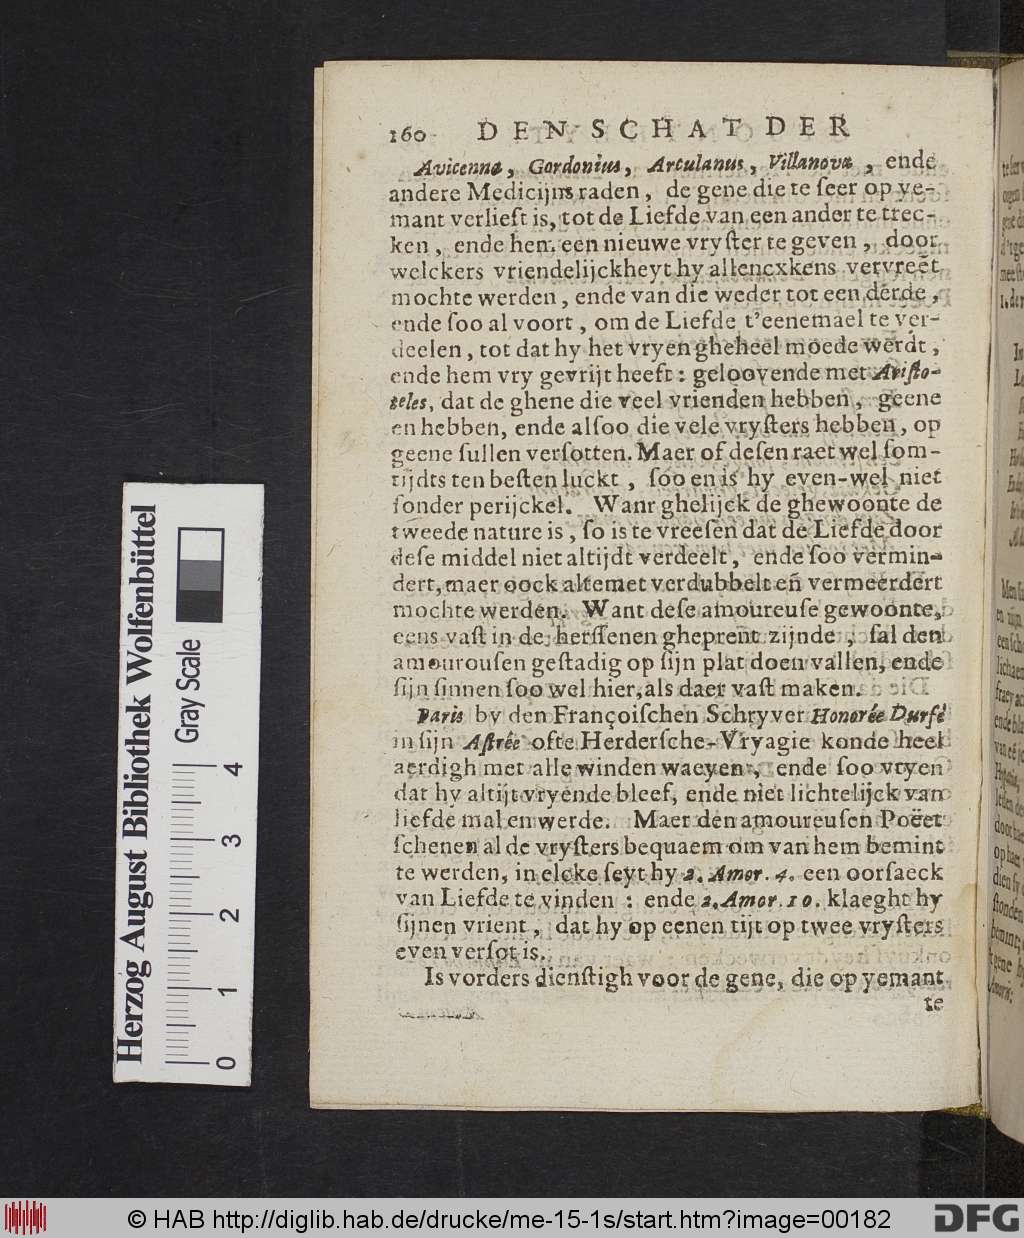 160 DEN SCHAT DER
Avicenna, Gordonius, Arculanus, Villanova, ende
andere Medicijns raden, de gene die te ſeer op ye-
mant verlieft is, tot de Liefde van een ander te trec-
ken, ende hem een nieuwe vryſter te geven, door
welckers vriendelijckheyt hy allencxkens vervreēt
mochte werden, ende van die weder tot een derde,
ende ſoo al voort, om de Liefde t'eenemael te ver-
deelen, tot dat hy het vryen gheheel moede werdt,
ende hem vry gevrijt heeft: geloovende met Ariſto-
teles, dat de ghene die veel vrienden hebben, geene
en hebben, ende alſoo die vele vryſters hebben, op
geene ſullen verſotten. Maer of deſen raet wel ſom-
tijdts ten beſten luckt, ſoo en is hy even-wel niet
ſonder perijckel. Wanr ghelijck de ghewoonte de
tweede nature is, ſo is te vreeſen dat de Liefde door
deſe middel niet altijdt verdeelt, ende ſoo vermin-
dert, maer oock altemet verdubbelt eñ vermeerdert
mochte werden. Want deſe amoureuſe gewoonte,
eens vaſt in de herſſenen gheprent zijnde, ſal den
amourouſen geſtadig op ſijn plat doen vallen, ende
ſijn ſinnen ſoo wel hier, als daer vaſt maken.
Paris by den Françoiſchen Schryver Honorée Durfé
in ſijn Aſtrée ofte Herderſche-Vryagie konde heel
aerdigh met alle winden waeyen, ende ſoo vryen
dat hy altijt vryende bleef, ende niet lichtelijck van
liefde mal en werde. Maer den amoureuſen Poëet
ſchenen al de vryſters bequaem om van hem bemint
te werden, in elcke ſeyt hy 2. Amor. 4. een oorſaeck
van Liefde te vinden: ende 2. Amor. 10. klaeght hy
ſijnen vrient, dat hy op eenen tijt op twee vryſters
even verſot is.
Is vorders dienſtigh voor de gene, die op yemant
te
Herzog August Bibliothek Wolfenbüttel
Gray Scale
0 1 2 3 4
© HAB http://diglib.hab.de/drucke/me-15-1s/start.htm?image=00182
DFG